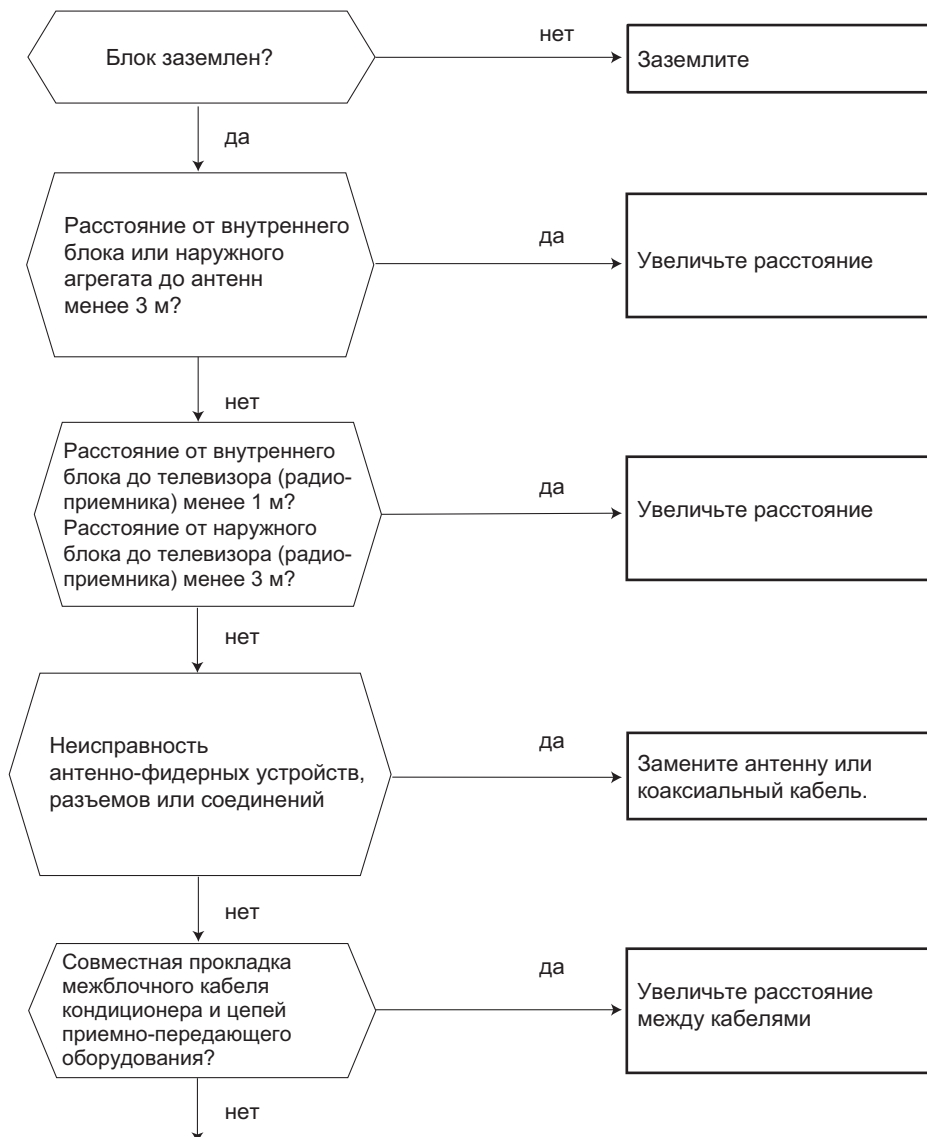 Блок заземлен?
нет
Заземлите
да
Расстояние от внутреннего
блока или наружного
агрегата до антенн
менее 3 м?
да
Увеличьте расстояние
нет
Расстояние от внутреннего
блока до телевизора (радио-
приемника) менее 1 м?
Расстояние от наружного
блока до телевизора (радио-
приемника) менее 3 м?
да
Увеличьте расстояние
нет
Неисправность
антенно-фидерных устройств,
разъемов или соединений
да
Замените антенну или
коаксиальный кабель.
нет
Совместная прокладка
межблочного кабеля
кондиционера и цепей
приемно-передающего
оборудования?
да
Увеличьте расстояние
между кабелями
нет